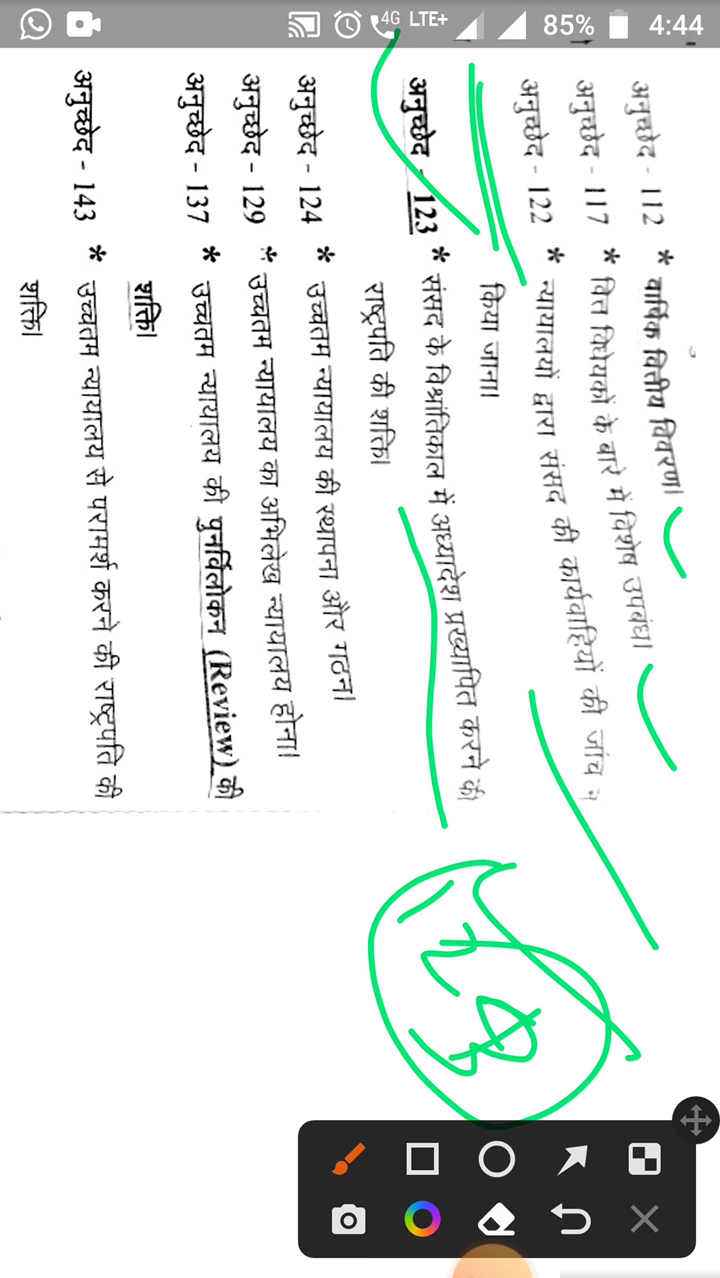 4G LTE+ 85% 4:44
अनुच्छेद - 112 * वार्षिक वित्तीय विवरण।
अनुच्छेद - 117 * वित्त विधेयकों के बारे में विशेष उपबंध।
अनुच्छेद - 122 * न्यायालयों द्वारा संसद की कार्यवाहियों की जांच न
किया जाना।
अनुच्छेद - 123 * संसद के विश्रांतिकाल में अध्यादेश प्रख्यापित करने की
राष्ट्रपति की शक्ति।
अनुच्छेद - 124 * उच्चतम न्यायालय की स्थापना और गठन।
अनुच्छेद - 129 * उच्चतम न्यायालय का अभिलेख न्यायालय होना।
अनुच्छेद - 137 * उच्चतम न्यायालय की पुनर्विलोकन (Review) की
शक्ति।
अनुच्छेद - 143 * उच्चतम न्यायालय से परामर्श करने की राष्ट्रपति की
शक्ति।